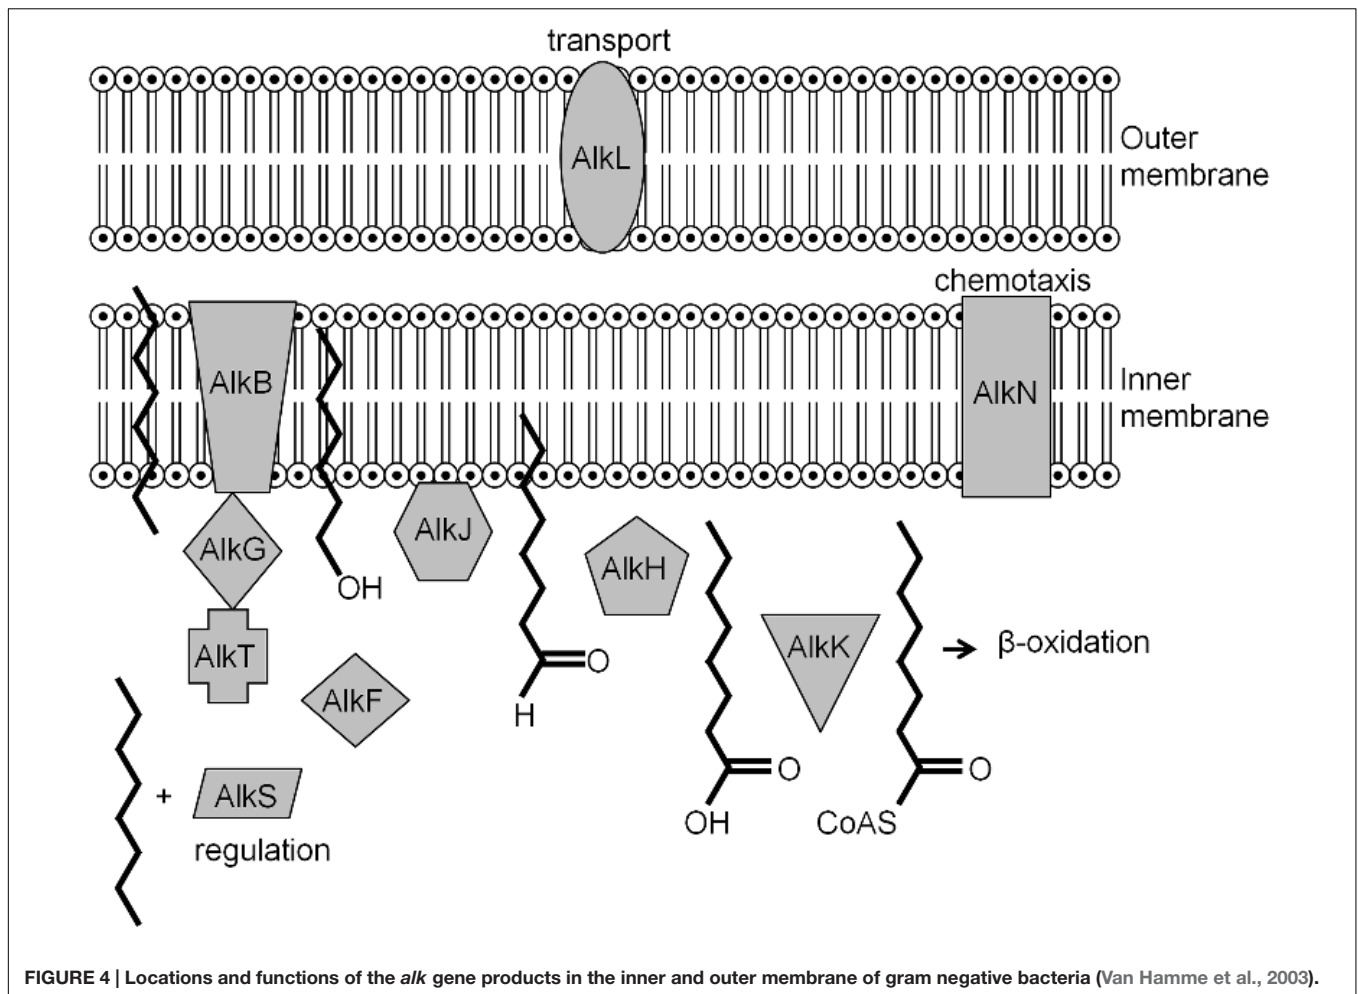 transport
AlkL
Outer
membrane
chemotaxis
AlkB
AlkN
Inner
membrane
AlkG
OH
AlkJ
AlkH
AlkT
AlkF
O
H
AlkK
β-oxidation
+
AlkS
regulation
O
OH
O
CoAS
FIGURE 4 | Locations and functions of the alk gene products in the inner and outer membrane of gram negative bacteria (Van Hamme et al., 2003).